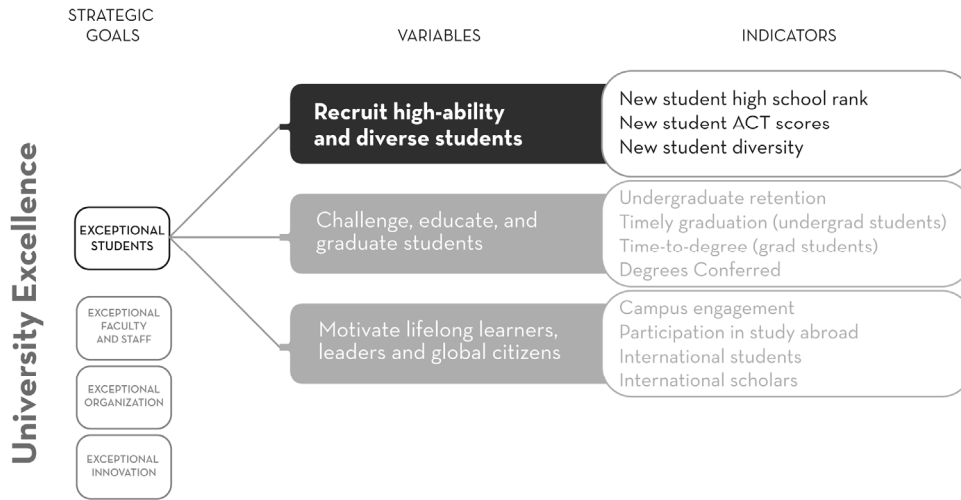 STRATEGIC
GOALS
VARIABLES
INDICATORS
University Excellence
EXCEPTIONAL
STUDENTS
EXCEPTIONAL
FACULTY
AND STAFF
EXCEPTIONAL
ORGANIZATION
EXCEPTIONAL
INNOVATION
Recruit high-ability
and diverse students
New student high school rank
New student ACT scores
New student diversity
Challenge, educate, and
graduate students
Undergraduate retention
Timely graduation (undergrad students)
Time-to-degree (grad students)
Degrees Conferred
Motivate lifelong learners,
leaders and global citizens
Campus engagement
Participation in study abroad
International students
International scholars